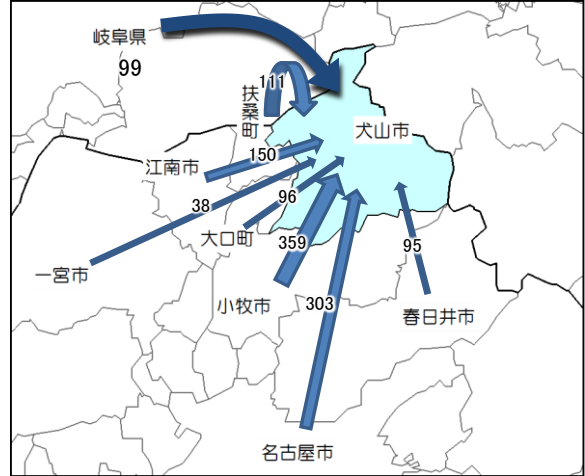 岐阜県
99
111
扶桑町
犬山市
150
江南市
38
96
大口町
359
95
一宮市
小牧市
303
春日井市
名古屋市